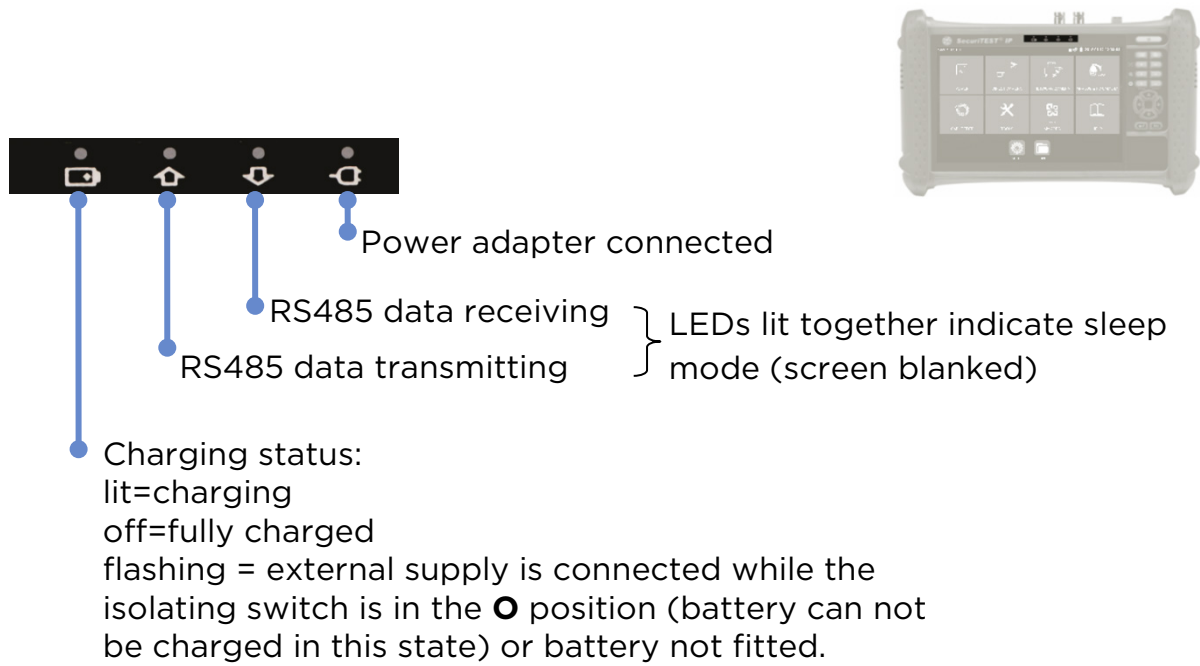 SecuriTEST™ IP
Power adapter connected
RS485 data receiving
RS485 data transmitting
LEDs lit together indicate sleep
mode (screen blanked)
Charging status:
lit=charging
off=fully charged
flashing = external supply is connected while the
isolating switch is in the O position (battery can not
be charged in this state) or battery not fitted.